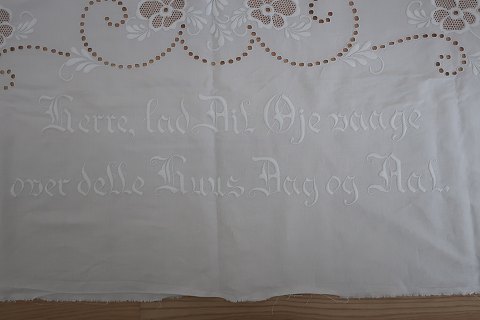 Herre, lad Dit Øje vaage
over dette Huus Dag og Nat.